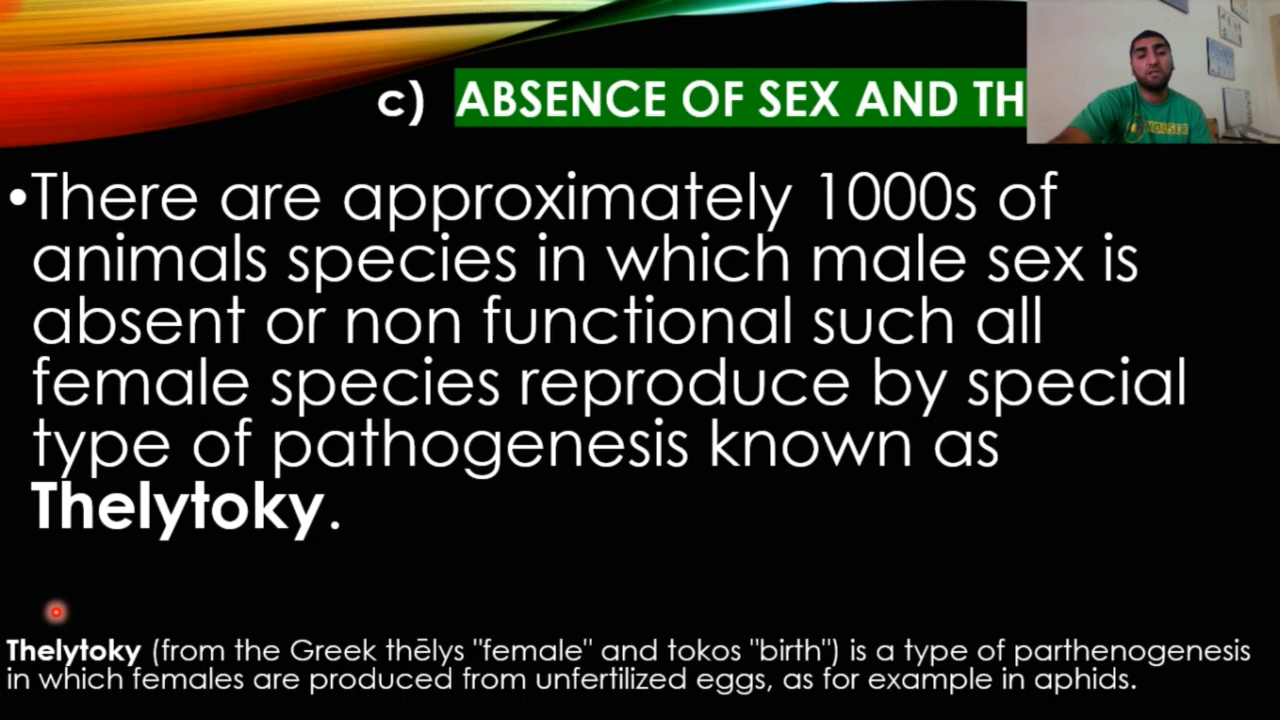 c) ABSENCE OF SEX AND TH
•There are approximately 1000s of
animals species in which male sex is
absent or non functional such all
female species reproduce by special
type of pathogenesis known as
Thelytoky.
Thelytoky (from the Greek thēlys "female" and tokos "birth") is a type of parthenogenesis
in which females are produced from unfertilized eggs, as for example in aphids.